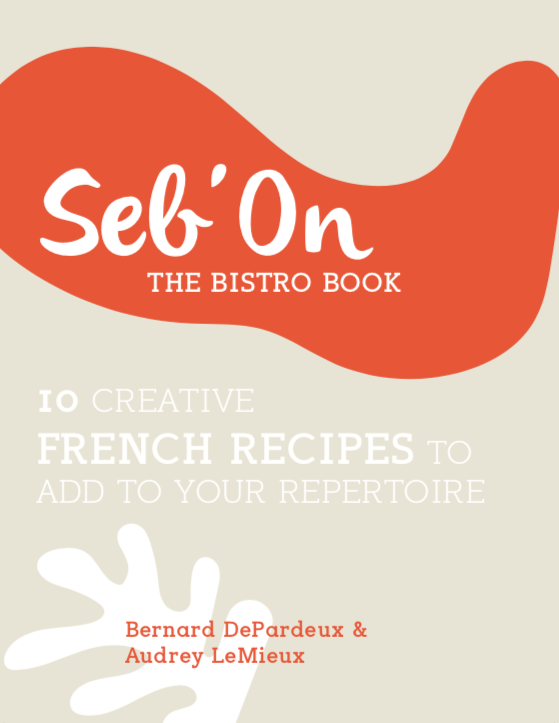 Seb'On
THE BISTRO BOOK
10 CREATIVE
FRENCH RECIPES TO
ADD TO YOUR REPERTOIRE
Bernard DePardeux &
Audrey LeMieux